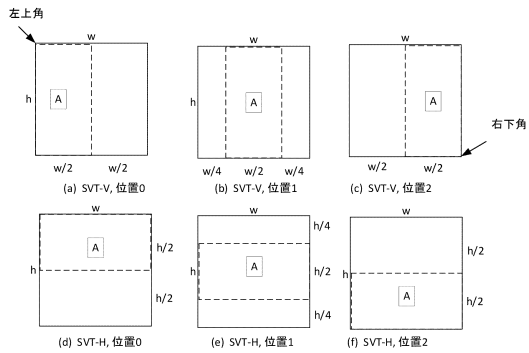 左上角
w
w
w
h
A
h
A
h
A
右下角
w/2
w/2
w/4
w/2
w/4
w/2
w/2
(a) SVT-V, 位置0
(b) SVT-V, 位置1
(c) SVT-V, 位置2
w
w
w
h
A
h/2
h/2
h
A
h/4
h/2
h/4
h
A
h/2
h/2
(d) SVT-H, 位置0
(e) SVT-H, 位置1
(f) SVT-H, 位置2